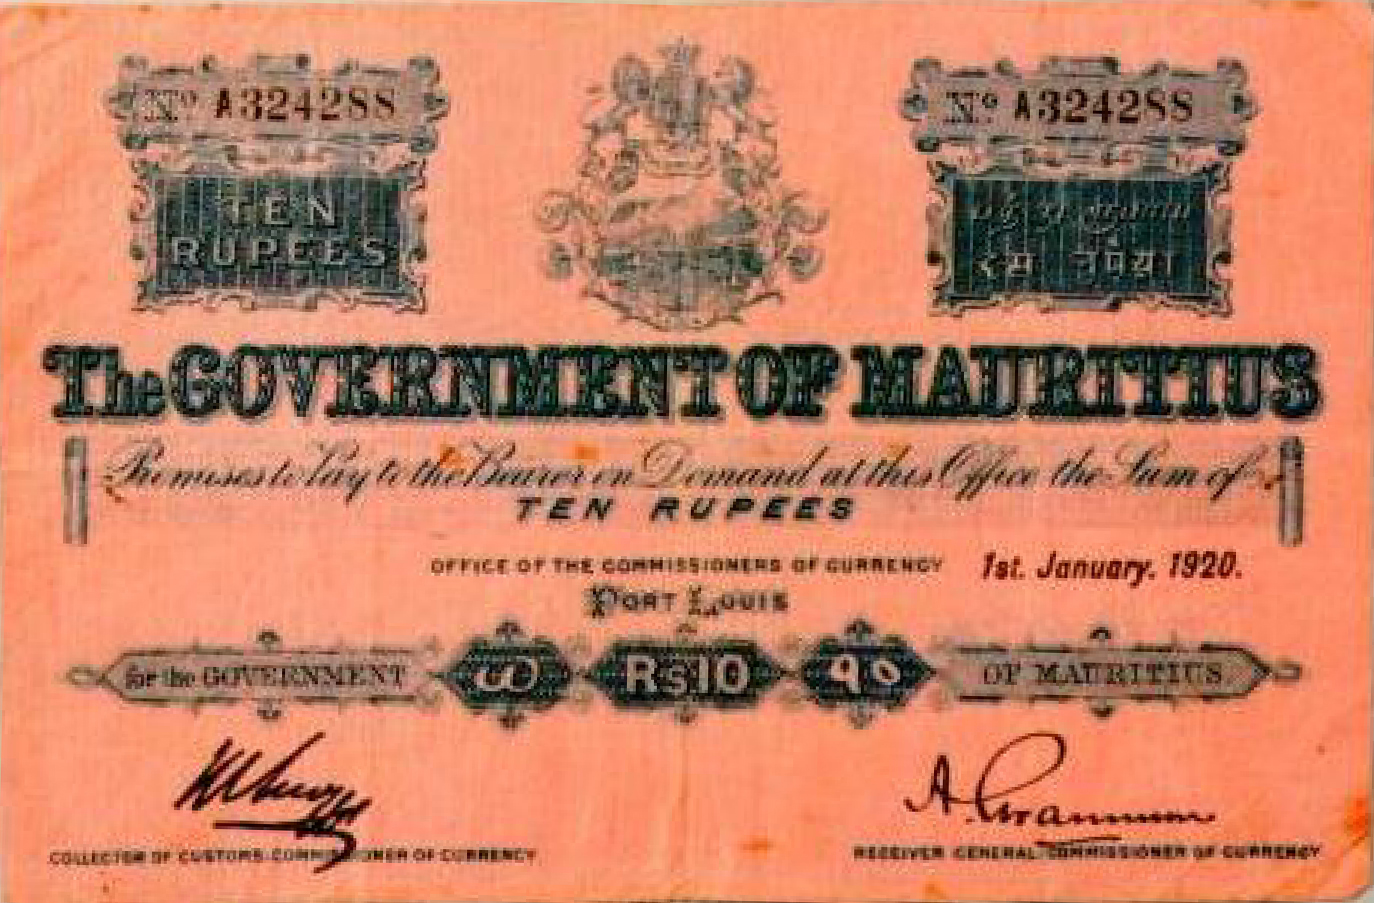 Nº A324288
Nº A324288
TEN
RUPEES
The GOVERNMENT OF MAURITIUS
Promises to Pay to the Bearer on Demand at this Office the Sum of
TEN RUPEES
OFFICE OF THE COMMISSIONERS OF CURRENCY 1st. January. 1920.
PORT LOUIS
for the GOVERNMENT Rs10 १० OF MAURITIUS
COLLECTOR OF CUSTOMS COMMISSIONER OF CURRENCY
RECEIVER GENERAL COMMISSIONER OF CURRENCY